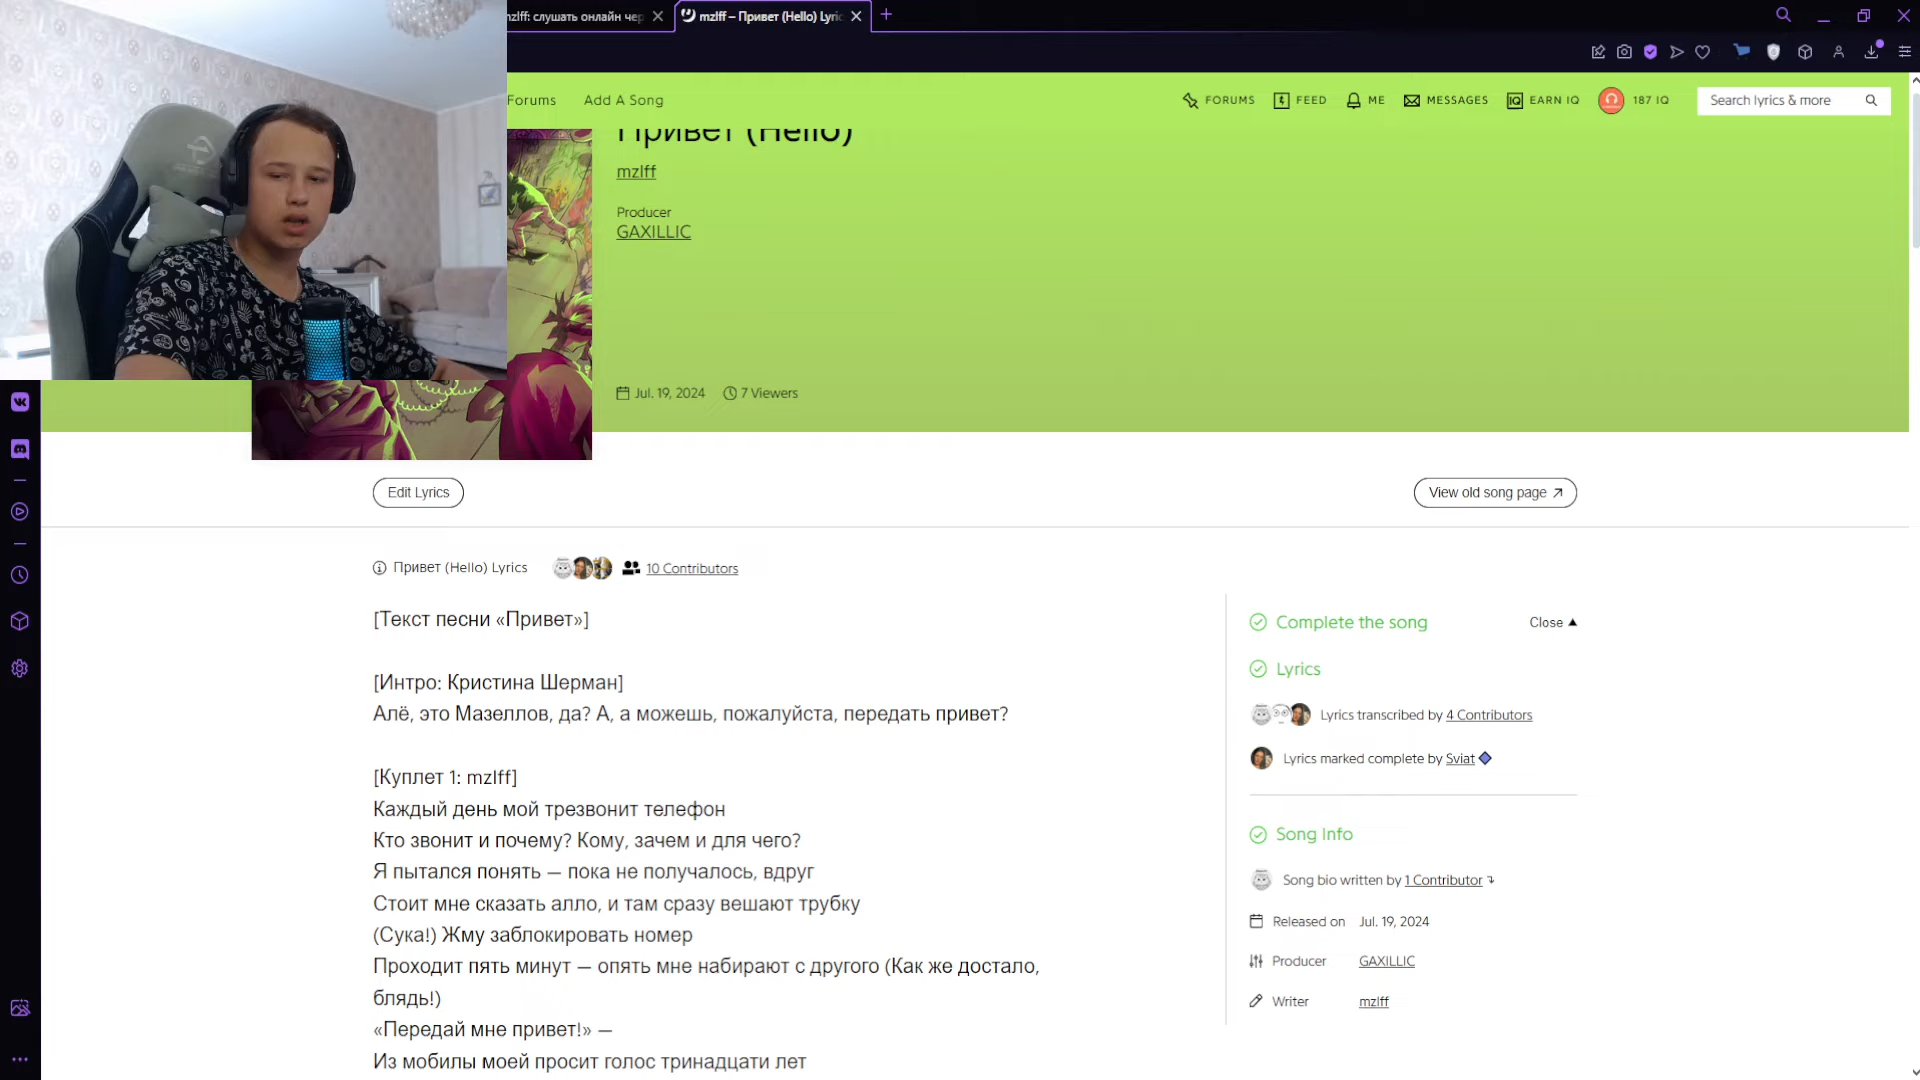 mzlff: слушать онлайн чер
mzlff – Привет (Hello) Lyric
Forums
Add A Song
FORUMS
FEED
ME
MESSAGES
EARN IQ
187 IQ
Search lyrics & more
Привет (Hello)
mzlff
Producer
GAXILLIC
Jul. 19, 2024
7 Viewers
Edit Lyrics
View old song page
Привет (Hello) Lyrics
10 Contributors
[Текст песни «Привет»]
[Интро: Кристина Шерман]
Алё, это Мазеллов, да? А, а можешь, пожалуйста, передать привет?
[Куплет 1: mzlff]
Каждый день мой трезвонит телефон
Кто звонит и почему? Кому, зачем и для чего?
Я пытался понять — пока не получалось, вдруг
Стоит мне сказать алло, и там сразу вешают трубку
(Сука!) Жму заблокировать номер
Проходит пять минут — опять мне набирают с другого (Как же достало,
блядь!)
«Передай мне привет!» —
Из мобилы моей просит голос тринадцати лет
Complete the song
Close
Lyrics
Lyrics transcribed by 4 Contributors
Lyrics marked complete by Sviat
Song Info
Song bio written by 1 Contributor
Released on Jul. 19, 2024
Producer GAXILLIC
Writer mzlff